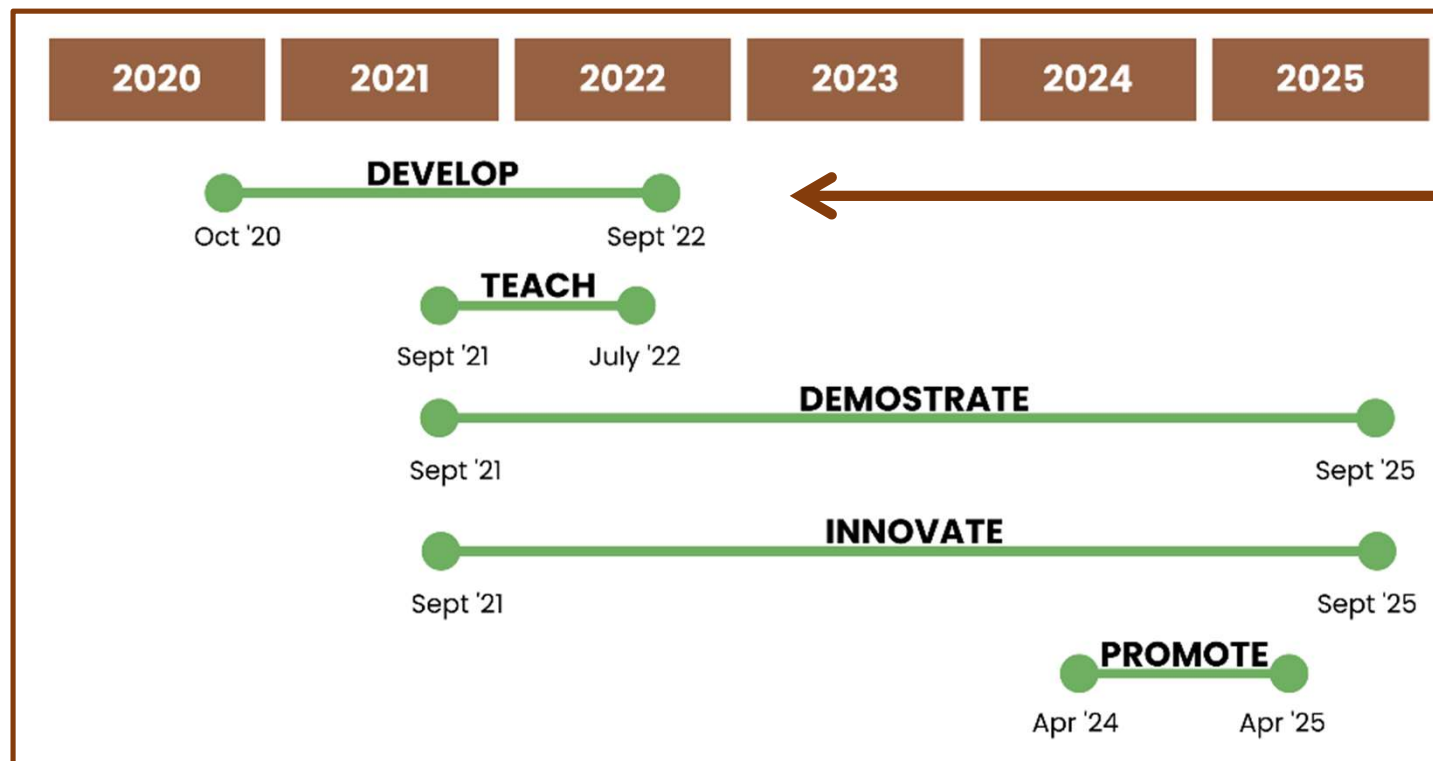 2020 2021 2022 2023 2024 2025
DEVELOP
Oct '20 Sept '22
TEACH
Sept '21 July '22
DEMOSTRATE
Sept '21 Sept '25
INNOVATE
Sept '21 Sept '25
PROMOTE
Apr '24 Apr '25